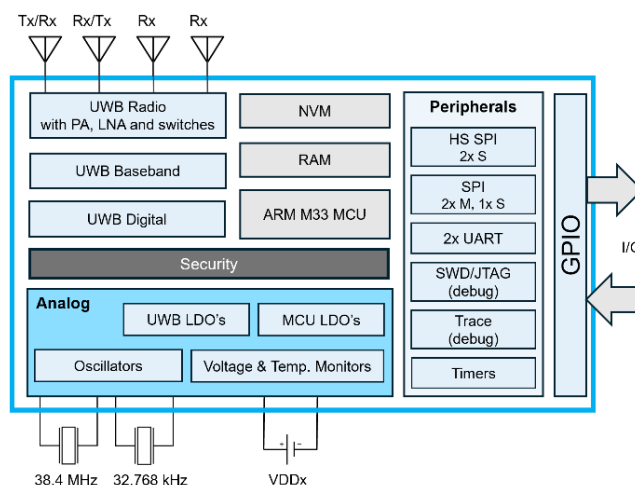 Tx/Rx Rx/Tx Rx Rx
UWB Radio
with PA, LNA and switches
UWB Baseband
UWB Digital
NVM
RAM
ARM M33 MCU
Security
Analog
UWB LDO's
MCU LDO's
Oscillators
Voltage & Temp. Monitors
Peripherals
HS SPI
2x S
SPI
2x M, 1x S
2x UART
SWD/JTAG
(debug)
Trace
(debug)
Timers
GPIO
+ -
38.4 MHz 32.768 kHz VDDx